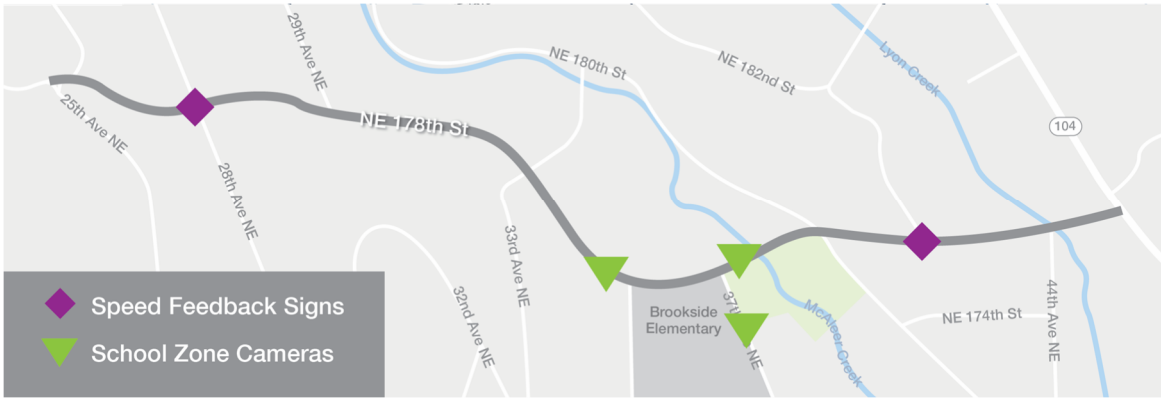 29th Ave NE
NE 180th St
NE 182nd St
Lyon Creek
25th Ave NE
NE 178th St
104
28th Ave NE
33rd Ave NE
32nd Ave NE
Brookside
Elementary
37th
NE
McAleer Creek
NE 174th St
44th Ave NE
Speed Feedback Signs
School Zone Cameras